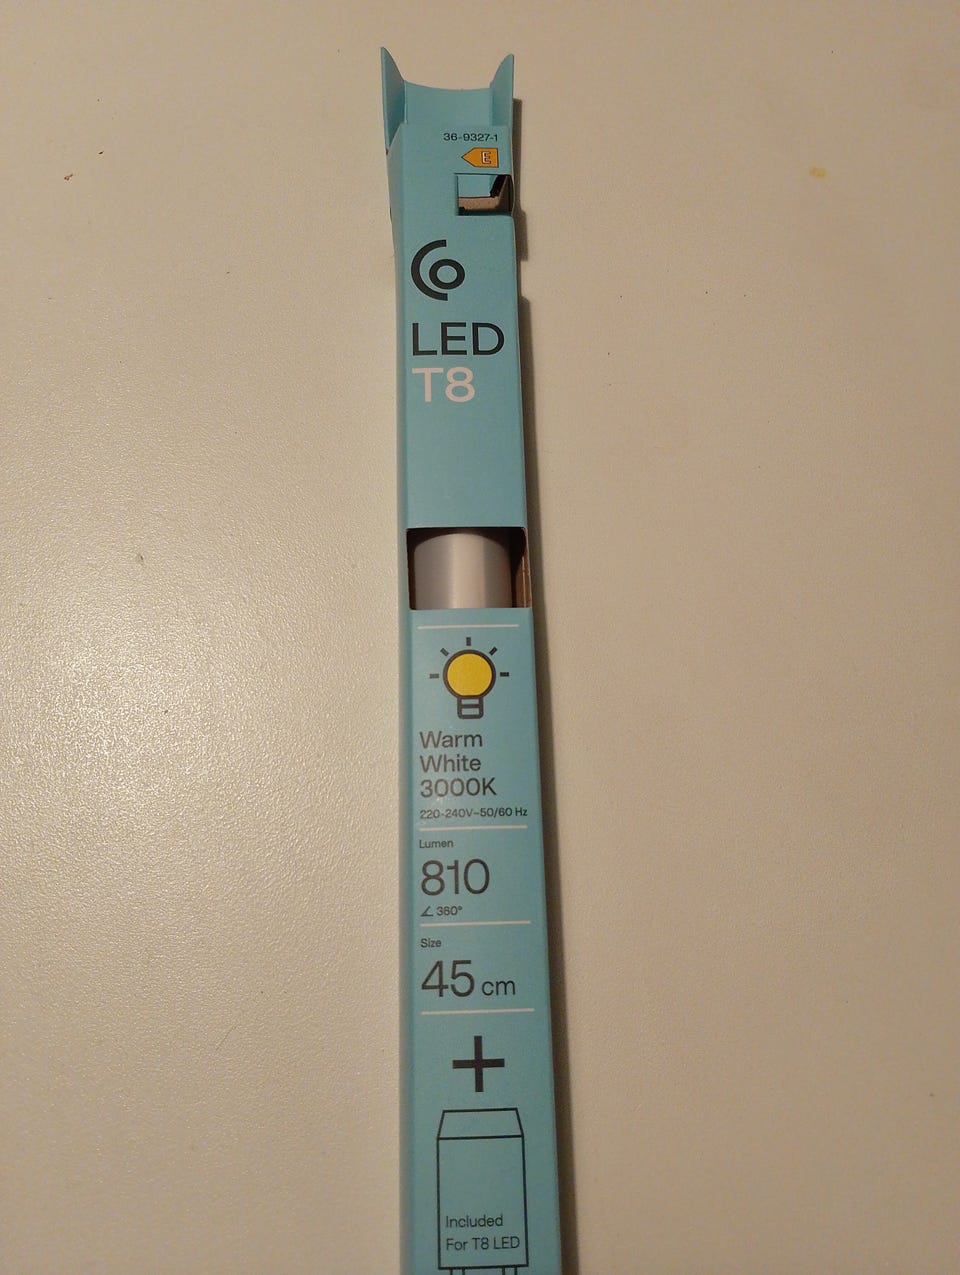 36-9327-1
E
Co
LED
T8
Warm
White
3000K
220-240V~50/60 Hz
Lumen
810
∠ 360°
Size
45 cm
+
Included
For T8 LED